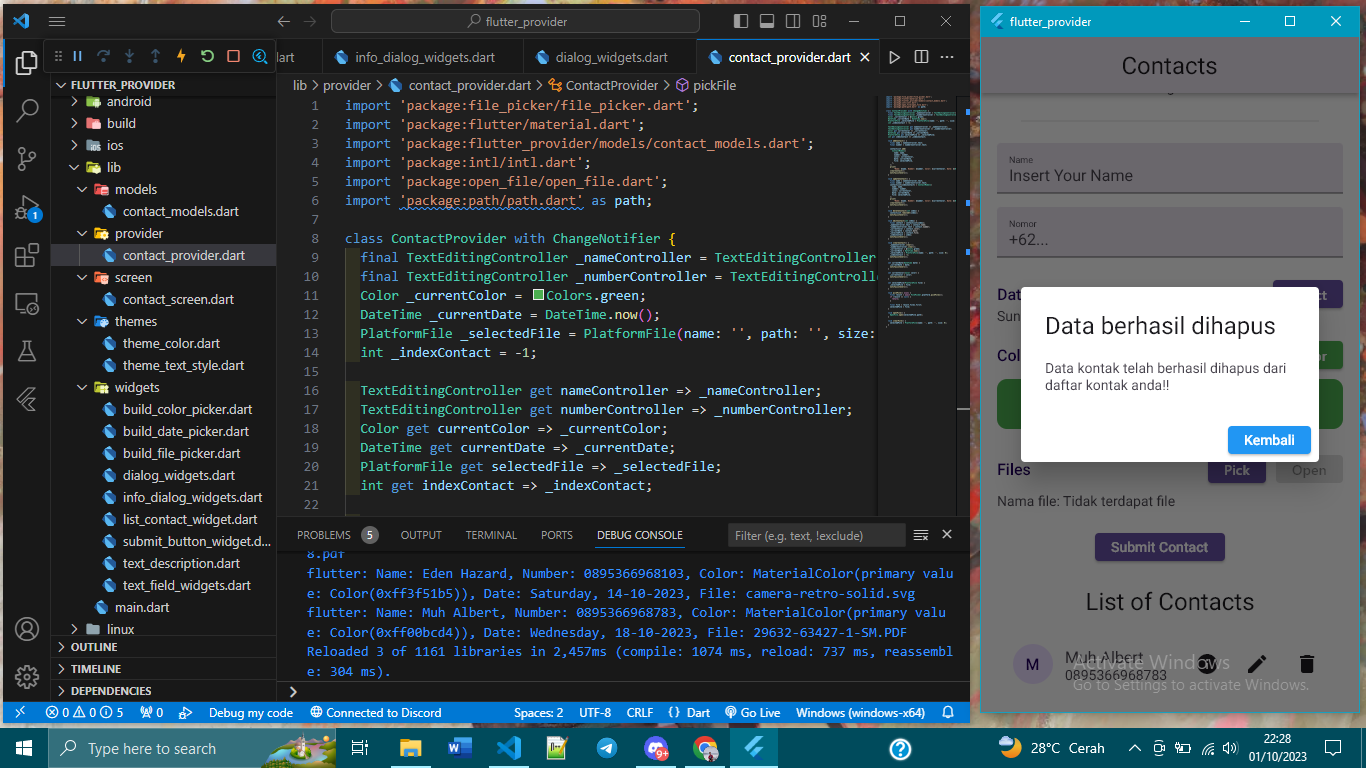 flutter_provider
art
info_dialog_widgets.dart
dialog_widgets.dart
contact_provider.dart
FLUTTER_PROVIDER
android
build
ios
lib
models
contact_models.dart
provider
contact_provider.dart
screen
contact_screen.dart
themes
theme_color.dart
theme_text_style.dart
widgets
build_color_picker.dart
build_date_picker.dart
build_file_picker.dart
dialog_widgets.dart
info_dialog_widgets.dart
list_contact_widget.dart
submit_button_widget.d...
text_description.dart
text_field_widgets.dart
main.dart
linux
OUTLINE
TIMELINE
DEPENDENCIES
1
lib > provider > contact_provider.dart > ContactProvider > pickFile
1 import 'package:file_picker/file_picker.dart';
2 import 'package:flutter/material.dart';
3 import 'package:flutter_provider/models/contact_models.dart';
4 import 'package:intl/intl.dart';
5 import 'package:open_file/open_file.dart';
6 import 'package:path/path.dart' as path;
7
8 class ContactProvider with ChangeNotifier {
9 final TextEditingController _nameController = TextEditingController
10 final TextEditingController _numberController = TextEditingControlle
11 Color _currentColor = Colors.green;
12 DateTime _currentDate = DateTime.now();
13 PlatformFile _selectedFile = PlatformFile(name: '', path: '', size:
14 int _indexContact = -1;
15
16 TextEditingController get nameController => _nameController;
17 TextEditingController get numberController => _numberController;
18 Color get currentColor => _currentColor;
19 DateTime get currentDate => _currentDate;
20 PlatformFile get selectedFile => _selectedFile;
21 int get indexContact => _indexContact;
22
PROBLEMS 5 OUTPUT TERMINAL PORTS DEBUG CONSOLE
Filter (e.g. text, !exclude)
8.pdf
flutter: Name: Eden Hazard, Number: 0895366968103, Color: MaterialColor(primary valu
e: Color(0xff3f51b5)), Date: Saturday, 14-10-2023, File: camera-retro-solid.svg
flutter: Name: Muh Albert, Number: 0895366968783, Color: MaterialColor(primary valu
e: Color(0xff00bcd4)), Date: Wednesday, 18-10-2023, File: 29632-63427-1-SM.PDF
Reloaded 3 of 1161 libraries in 2,457ms (compile: 1074 ms, reload: 737 ms, reassembl
e: 304 ms).
0 0 5 0 Debug my code Connected to Discord Spaces: 2 UTF-8 CRLF {} Dart Go Live Windows (windows-x64)
flutter_provider
Contacts
Name
Insert Your Name
Nomor
+62...
Dat
ct
Sun
Colo
or
Data berhasil dihapus
Data kontak telah berhasil dihapus dari
daftar kontak anda!!
Kembali
Files
Pick
Open
Nama file: Tidak terdapat file
Submit Contact
List of Contacts
M
Muh Albert
0895366968783
Activate Windows
Go to Settings to activate Windows.
Type here to search
9+
28°C Cerah
22:28
01/10/2023